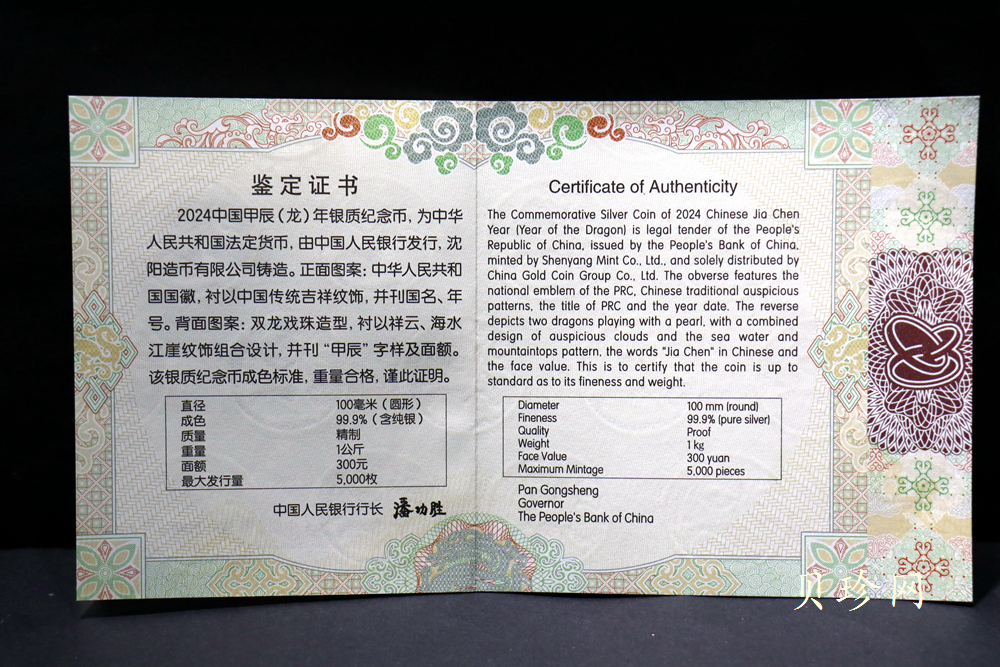 鉴定证书
2024中国甲辰（龙）年银质纪念币，为中华
人民共和国法定货币，由中国人民银行发行，沈
阳造币有限公司铸造。正面图案：中华人民共和
国国徽，衬以中国传统吉祥纹饰，并刊国名、年
号。背面图案：双龙戏珠造型，衬以祥云、海水
江崖纹饰组合设计，并刊“甲辰”字样及面额。
该银质纪念币成色标准，重量合格，谨此证明。
直径 100毫米（圆形）
成色 99.9%（含纯银）
质量 精制
重量 1公斤
面额 300元
最大发行量 5,000枚
中国人民银行行长 潘功胜
Certificate of Authenticity
The Commemorative Silver Coin of 2024 Chinese Jia Chen
Year (Year of the Dragon) is legal tender of the People's
Republic of China, issued by the People's Bank of China,
minted by Shenyang Mint Co., Ltd., and solely distributed by
China Gold Coin Group Co., Ltd. The obverse features the
national emblem of the PRC, Chinese traditional auspicious
patterns, the title of PRC and the year date. The reverse
depicts two dragons playing with a pearl, with a combined
design of auspicious clouds and the sea water and
mountaintops pattern, the words "Jia Chen" in Chinese and
the face value. This is to certify that the coin is up to
standard as to its fineness and weight.
Diameter 100 mm (round)
Fineness 99.9% (pure silver)
Quality Proof
Weight 1 kg
Face Value 300 yuan
Maximum Mintage 5,000 pieces
Pan Gongsheng
Governor
The People's Bank of China
贝珍网